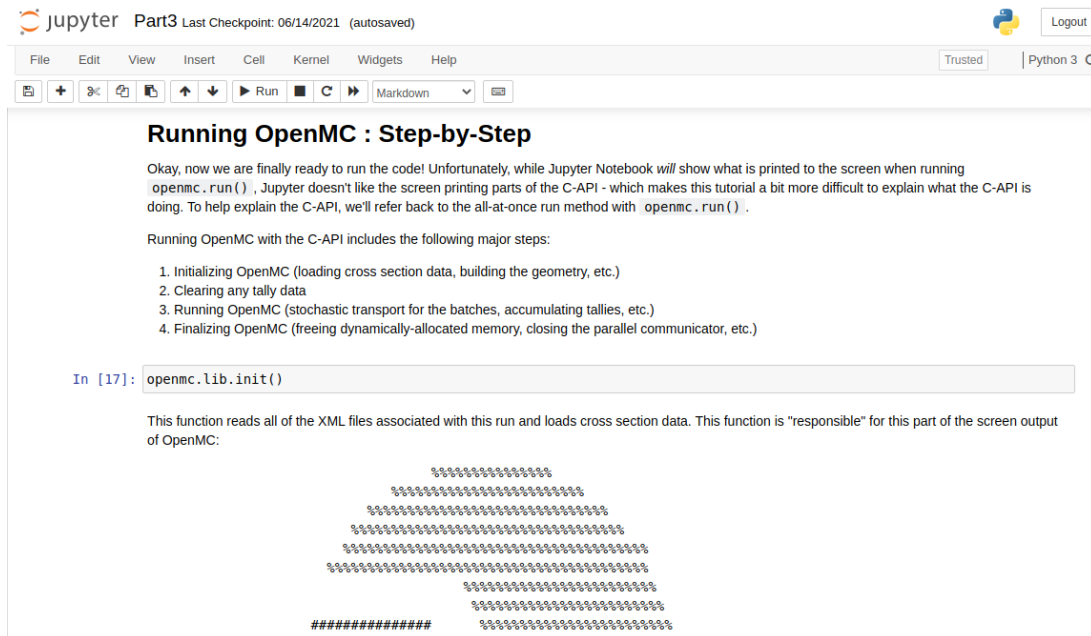 jupyter Part3 Last Checkpoint: 06/14/2021 (autosaved) Logout
File Edit View Insert Cell Kernel Widgets Help Trusted Python 3
Run Markdown
Running OpenMC : Step-by-Step
Okay, now we are finally ready to run the code! Unfortunately, while Jupyter Notebook will show what is printed to the screen when running
openmc.run() , Jupyter doesn't like the screen printing parts of the C-API - which makes this tutorial a bit more difficult to explain what the C-API is
doing. To help explain the C-API, we'll refer back to the all-at-once run method with openmc.run() .
Running OpenMC with the C-API includes the following major steps:
1. Initializing OpenMC (loading cross section data, building the geometry, etc.)
2. Clearing any tally data
3. Running OpenMC (stochastic transport for the batches, accumulating tallies, etc.)
4. Finalizing OpenMC (freeing dynamically-allocated memory, closing the parallel communicator, etc.)
In [17]: openmc.lib.init()
This function reads all of the XML files associated with this run and loads cross section data. This function is "responsible" for this part of the screen output
of OpenMC:
%%%%%%%%%%%%%%%
%%%%%%%%%%%%%%%%%%%%%%%%
%%%%%%%%%%%%%%%%%%%%%%%%%%%%%%
%%%%%%%%%%%%%%%%%%%%%%%%%%%%%%%%%%
%%%%%%%%%%%%%%%%%%%%%%%%%%%%%%%%%%%%%%
%%%%%%%%%%%%%%%%%%%%%%%%%%%%%%%%%%%%%%%%
%%%%%%%%%%%%%%%%%%%%%%%%
%%%%%%%%%%%%%%%%%%%%%%%%
############### %%%%%%%%%%%%%%%%%%%%%%%%